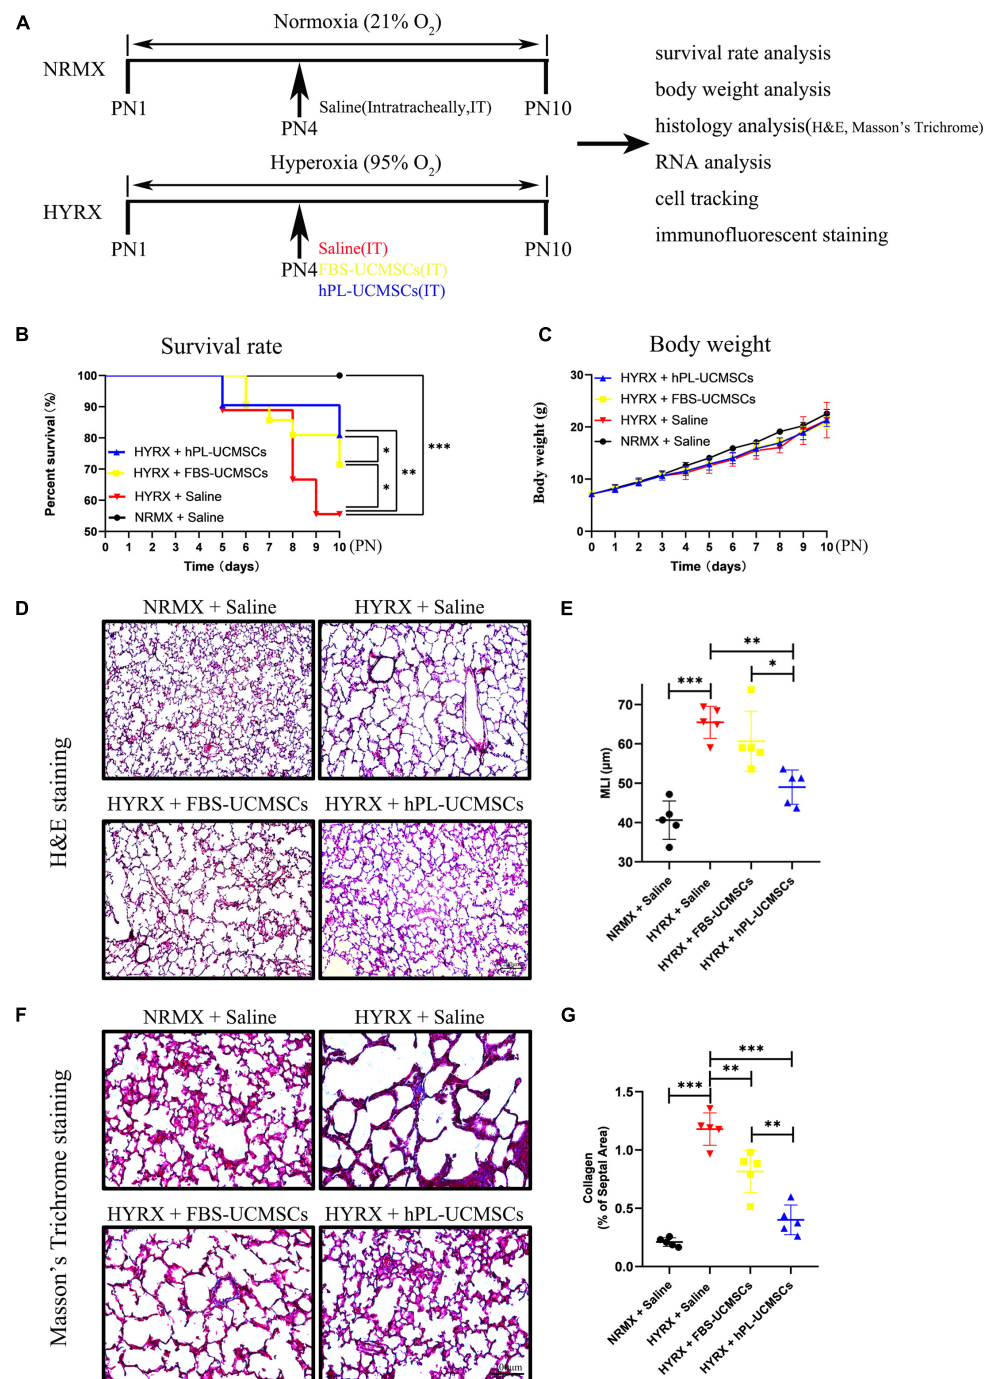 A
Normoxia (21% O2)
NRMX
PN1
PN4
Saline(Intratracheally,IT)
PN10
Hyperoxia (95% O2)
HYRX
PN1
PN4
Saline(IT)
FBS-UCMSCs(IT)
hPL-UCMSCs(IT)
PN10
survival rate analysis
body weight analysis
histology analysis(H&E, Masson's Trichrome)
RNA analysis
cell tracking
immunofluorescent staining
B
Survival rate
Percent survival (%)
100
90
80
70
60
50
HYRX + hPL-UCMSCs
HYRX + FBS-UCMSCs
HYRX + Saline
NRMX + Saline
*
*
**
***
0 1 2 3 4 5 6 7 8 9 10 (PN)
Time (days)
C
Body weight
Body weight (g)
30
20
10
0
HYRX + hPL-UCMSCs
HYRX + FBS-UCMSCs
HYRX + Saline
NRMX + Saline
0 1 2 3 4 5 6 7 8 9 10 (PN)
Time (days)
D
H&E staining
NRMX + Saline
HYRX + Saline
HYRX + FBS-UCMSCs
HYRX + hPL-UCMSCs
E
MLI (μm)
70
60
50
40
30
**
*
***
NRMX + Saline
HYRX + Saline
HYRX + FBS-UCMSCs
HYRX + hPL-UCMSCs
F
Masson's Trichrome staining
NRMX + Saline
HYRX + Saline
HYRX + FBS-UCMSCs
HYRX + hPL-UCMSCs
G
Collagen
(% of Septal Area)
1.5
1.0
0.5
0.0
***
**
***
**
NRMX + Saline
HYRX + Saline
HYRX + FBS-UCMSCs
HYRX + hPL-UCMSCs